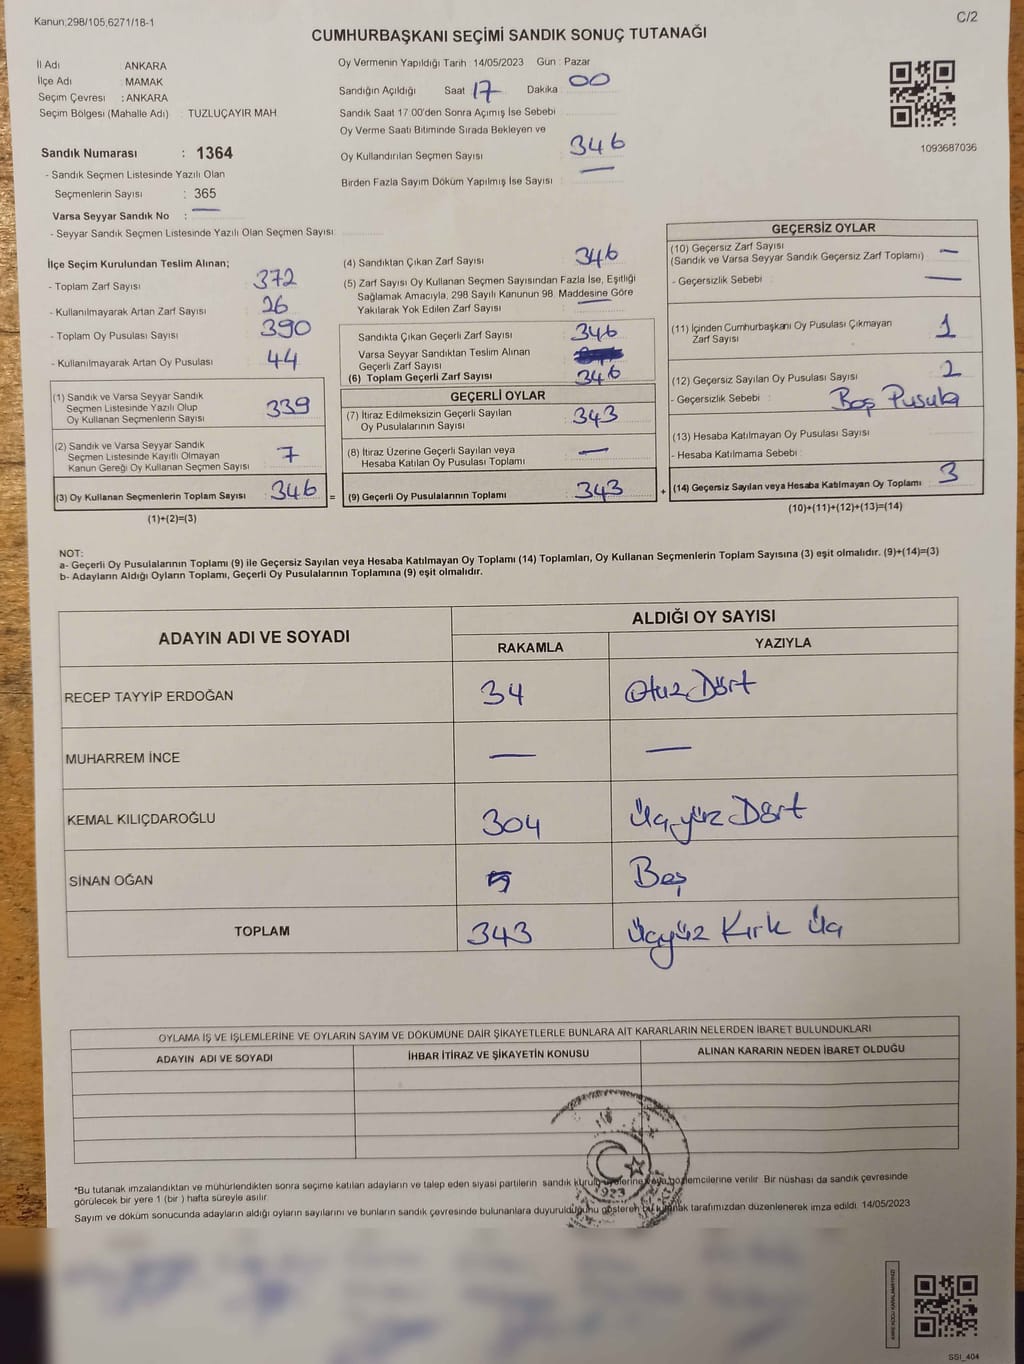 Kanun;298/105,6271/18-1
C/2
CUMHURBAŞKANI SEÇİMİ SANDIK SONUÇ TUTANAĞI
İl Adı : ANKARA
İlçe Adı : MAMAK
Seçim Çevresi : ANKARA
Seçim Bölgesi (Mahalle Adı) : TUZLUÇAYIR MAH
Sandık Numarası : 1364
- Sandık Seçmen Listesinde Yazılı Olan
Seçmenlerin Sayısı : 365
Varsa Seyyar Sandık No : —
- Seyyar Sandık Seçmen Listesinde Yazılı Olan Seçmen Sayısı
Oy Vermenin Yapıldığı Tarih : 14/05/2023 Gün : Pazar
Sandığın Açıldığı Saat 17 Dakika 00
Sandık Saat 17 00'den Sonra Açımış İse Sebebi
Oy Verme Saati Bitiminde Sırada Bekleyen ve
Oy Kullandırılan Seçmen Sayısı 346
Birden Fazla Sayım Döküm Yapılmış İse Sayısı —
1093687036
İlçe Seçim Kurulundan Teslim Alınan;
- Toplam Zarf Sayısı 372
- Kullanılmayarak Artan Zarf Sayısı 26
- Toplam Oy Pusulası Sayısı 390
- Kullanılmayarak Artan Oy Pusulası 44
(1) Sandık ve Varsa Seyyar Sandık
Seçmen Listesinde Yazılı Olup
Oy Kullanan Seçmenlerin Sayısı 339
(2) Sandık ve Varsa Seyyar Sandık
Seçmen Listesinde Kayıtlı Olmayan
Kanun Gereği Oy Kullanan Seçmen Sayısı 7
(3) Oy Kullanan Seçmenlerin Toplam Sayısı 346 =
(1)+(2)=(3)
(4) Sandıktan Çıkan Zarf Sayısı 346
(5) Zarf Sayısı Oy Kullanan Seçmen Sayısından Fazla İse, Eşitliği
Sağlamak Amacıyla, 298 Sayılı Kanunun 98. Maddesine Göre
Yakılarak Yok Edilen Zarf Sayısı —
Sandıkta Çıkan Geçerli Zarf Sayısı 346
Varsa Seyyar Sandıktan Teslim Alınan
Geçerli Zarf Sayısı
(6) Toplam Geçerli Zarf Sayısı 346
GEÇERLİ OYLAR
(7) İtiraz Edilmeksizin Geçerli Sayılan
Oy Pusulalarının Sayısı 343
(8) İtiraz Üzerine Geçerli Sayılan veya
Hesaba Katılan Oy Pusulası Toplamı —
(9) Geçerli Oy Pusulalarının Toplamı 343 +
GEÇERSİZ OYLAR
(10) Geçersiz Zarf Sayısı
(Sandık ve Varsa Seyyar Sandık Geçersiz Zarf Toplamı) —
- Geçersizlik Sebebi : —
(11) İçinden Cumhurbaşkanı Oy Pusulası Çıkmayan
Zarf Sayısı 1
(12) Geçersiz Sayılan Oy Pusulası Sayısı 2
- Geçersizlik Sebebi : Boş Pusula
(13) Hesaba Katılmayan Oy Pusulası Sayısı
- Hesaba Katılmama Sebebi :
(14) Geçersiz Sayılan veya Hesaba Katılmayan Oy Toplamı 3
(10)+(11)+(12)+(13)=(14)
NOT:
a- Geçerli Oy Pusulalarının Toplamı (9) ile Geçersiz Sayılan veya Hesaba Katılmayan Oy Toplamı (14) Toplamları, Oy Kullanan Seçmenlerin Toplam Sayısına (3) eşit olmalıdır. (9)+(14)=(3)
b- Adayların Aldığı Oyların Toplamı, Geçerli Oy Pusulalarının Toplamına (9) eşit olmalıdır.
ADAYIN ADI VE SOYADI
ALDIĞI OY SAYISI
RAKAMLA YAZIYLA
RECEP TAYYİP ERDOĞAN 34 Otuz Dört
MUHARREM İNCE — —
KEMAL KILIÇDAROĞLU 304 Üçyüz Dört
SİNAN OĞAN 5 Beş
TOPLAM 343 Üçyüz Kırk Üç
OYLAMA İŞ VE İŞLEMLERİNE VE OYLARIN SAYIM VE DÖKÜMÜNE DAİR ŞİKAYETLERLE BUNLARA AİT KARARLARIN NELERDEN İBARET BULUNDUKLARI
ADAYIN ADI VE SOYADI İHBAR İTİRAZ VE ŞİKAYETİN KONUSU ALINAN KARARIN NEDEN İBARET OLDUĞU
*Bu tutanak imzalandıktan ve mühürlendikten sonra seçime katılan adayların ve talep eden siyasi partilerin sandık kurulu üyelerine veya gözlemcilerine verilir. Bir nüshası da sandık çevresinde
görülecek bir yere 1 (bir ) hafta süreyle asılır.
Sayım ve döküm sonucunda adayların aldığı oyların sayılarını ve bunların sandık çevresinde bulunanlara duyurulduğunu gösteren bu tutanak tarafımızdan düzenlenerek imza edildi. 14/05/2023
SSI_404